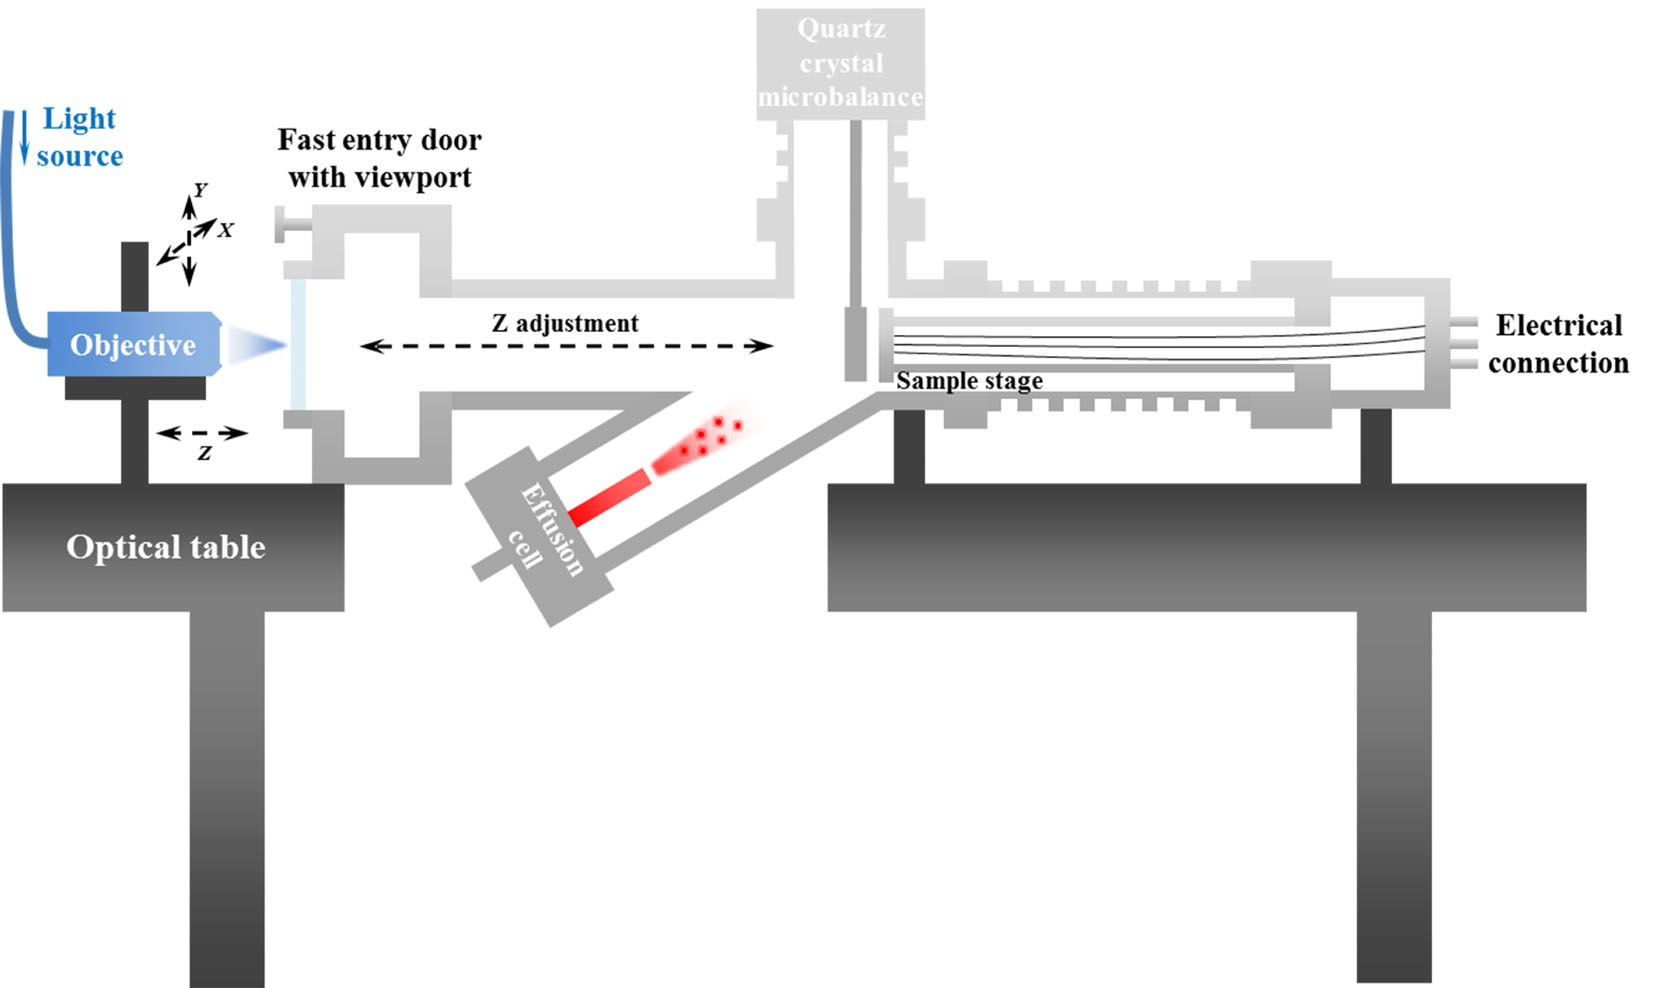 Quartz
crystal
microbalance
Light
source
Fast entry door
with viewport
Y
X
Z adjustment
Objective
Electrical
connection
Sample stage
Z
Effusion
cell
Optical table